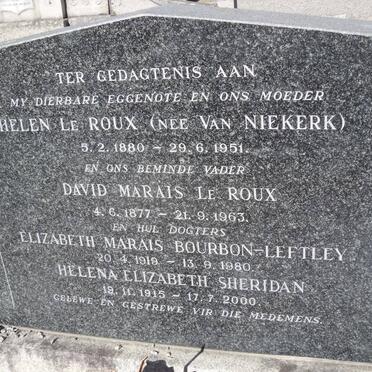 TER GEDAGTENIS AAN
MY DIERBARE EGGENOTE EN ONS MOEDER
HELEN LE ROUX (NEE VAN NIEKERK)
5.2.1880 – 29.6.1951.
EN ONS BEMINDE VADER
DAVID MARAIS LE ROUX
4.6.1877 – 21.9.1963.
EN HUL DOGTERS
ELIZABETH MARAIS BOURBON–LEFTLEY
20.4.1919 – 13.9.1980.
HELENA ELIZABETH SHERIDAN
19.11.1915 – 17.7.2000.
GELEWE EN GESTREWE VIR DIE MEDEMENS.